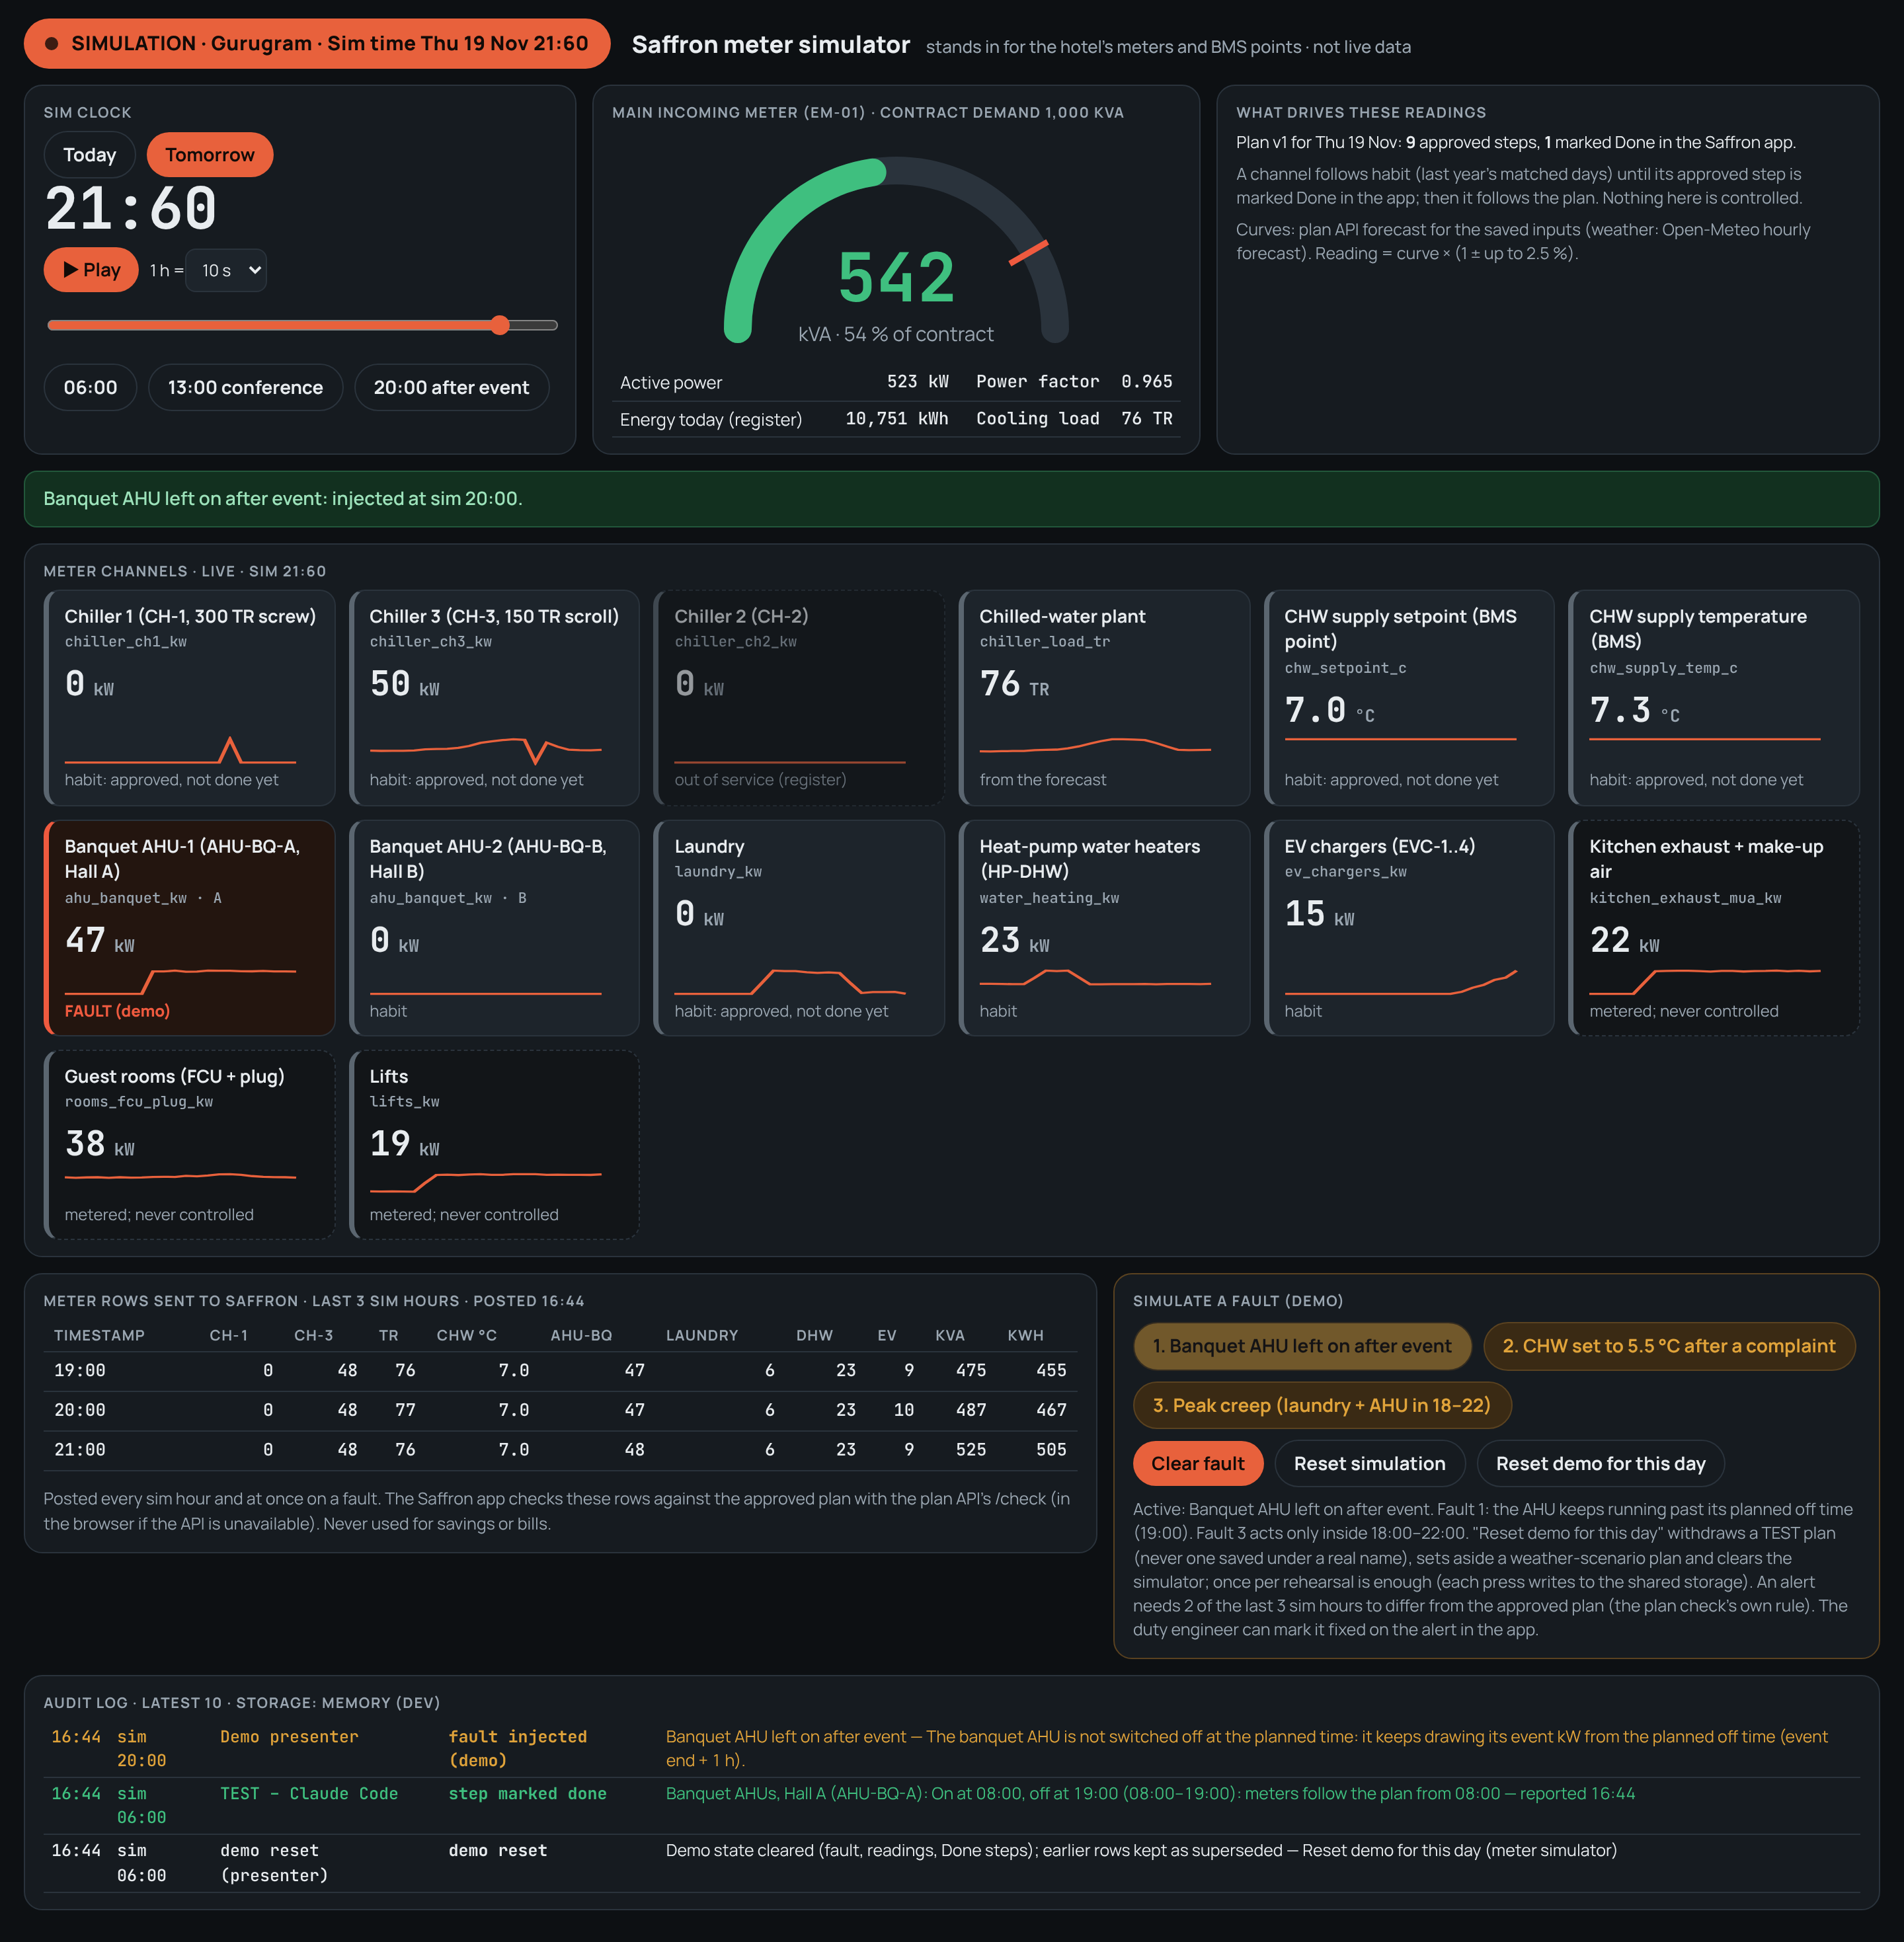 SIMULATION · Gurugram · Sim time Thu 19 Nov 21:60
Saffron meter simulator
stands in for the hotel's meters and BMS points · not live data
SIM CLOCK
Today
Tomorrow
21:60
▶ Play
1 h =
10 s
06:00
13:00 conference
20:00 after event
MAIN INCOMING METER (EM-01) · CONTRACT DEMAND 1,000 KVA
542
kVA · 54 % of contract
Active power 523 kW Power factor 0.965
Energy today (register) 10,751 kWh Cooling load 76 TR
WHAT DRIVES THESE READINGS
Plan v1 for Thu 19 Nov: 9 approved steps, 1 marked Done in the Saffron app.
A channel follows habit (last year's matched days) until its approved step is
marked Done in the app; then it follows the plan. Nothing here is controlled.
Curves: plan API forecast for the saved inputs (weather: Open-Meteo hourly
forecast). Reading = curve × (1 ± up to 2.5 %).
Banquet AHU left on after event: injected at sim 20:00.
METER CHANNELS · LIVE · SIM 21:60
Chiller 1 (CH-1, 300 TR screw)
chiller_ch1_kw
0 kW
habit: approved, not done yet
Chiller 3 (CH-3, 150 TR scroll)
chiller_ch3_kw
50 kW
habit: approved, not done yet
Chiller 2 (CH-2)
chiller_ch2_kw
0 kW
out of service (register)
Chilled-water plant
chiller_load_tr
76 TR
from the forecast
CHW supply setpoint (BMS
point)
chw_setpoint_c
7.0 °C
habit: approved, not done yet
CHW supply temperature
(BMS)
chw_supply_temp_c
7.3 °C
habit: approved, not done yet
Banquet AHU-1 (AHU-BQ-A,
Hall A)
ahu_banquet_kw · A
47 kW
FAULT (demo)
Banquet AHU-2 (AHU-BQ-B,
Hall B)
ahu_banquet_kw · B
0 kW
habit
Laundry
laundry_kw
0 kW
habit: approved, not done yet
Heat-pump water heaters
(HP-DHW)
water_heating_kw
23 kW
habit
EV chargers (EVC-1..4)
ev_chargers_kw
15 kW
habit
Kitchen exhaust + make-up
air
kitchen_exhaust_mua_kw
22 kW
metered; never controlled
Guest rooms (FCU + plug)
rooms_fcu_plug_kw
38 kW
metered; never controlled
Lifts
lifts_kw
19 kW
metered; never controlled
METER ROWS SENT TO SAFFRON · LAST 3 SIM HOURS · POSTED 16:44
TIMESTAMP CH-1 CH-3 TR CHW °C AHU-BQ LAUNDRY DHW EV KVA KWH
19:00 0 48 76 7.0 47 6 23 9 475 455
20:00 0 48 77 7.0 47 6 23 10 487 467
21:00 0 48 76 7.0 48 6 23 9 525 505
Posted every sim hour and at once on a fault. The Saffron app checks these rows against the approved plan with the plan API's /check (in
the browser if the API is unavailable). Never used for savings or bills.
SIMULATE A FAULT (DEMO)
1. Banquet AHU left on after event
2. CHW set to 5.5 °C after a complaint
3. Peak creep (laundry + AHU in 18–22)
Clear fault
Reset simulation
Reset demo for this day
Active: Banquet AHU left on after event. Fault 1: the AHU keeps running past its planned off time
(19:00). Fault 3 acts only inside 18:00–22:00. "Reset demo for this day" withdraws a TEST plan
(never one saved under a real name), sets aside a weather-scenario plan and clears the
simulator; once per rehearsal is enough (each press writes to the shared storage). An alert
needs 2 of the last 3 sim hours to differ from the approved plan (the plan check's own rule). The
duty engineer can mark it fixed on the alert in the app.
AUDIT LOG · LATEST 10 · STORAGE: MEMORY (DEV)
16:44 sim Demo presenter fault injected Banquet AHU left on after event — The banquet AHU is not switched off at the planned time: it keeps drawing its event kW from the planned off time (event
20:00 (demo) end + 1 h).
16:44 sim TEST – Claude Code step marked done Banquet AHUs, Hall A (AHU-BQ-A): On at 08:00, off at 19:00 (08:00–19:00): meters follow the plan from 08:00 — reported 16:44
06:00
16:44 sim demo reset demo reset Demo state cleared (fault, readings, Done steps); earlier rows kept as superseded — Reset demo for this day (meter simulator)
06:00 (presenter)